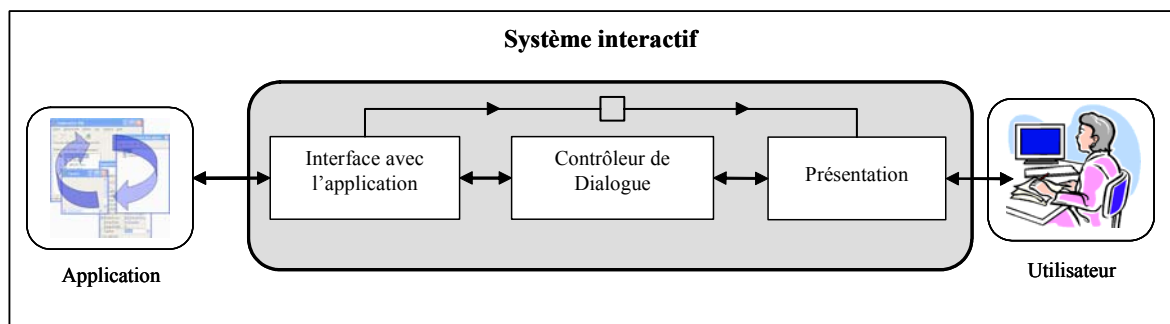 Système interactif
Interface avec
l'application
Contrôleur de
Dialogue
Présentation
Application
Utilisateur